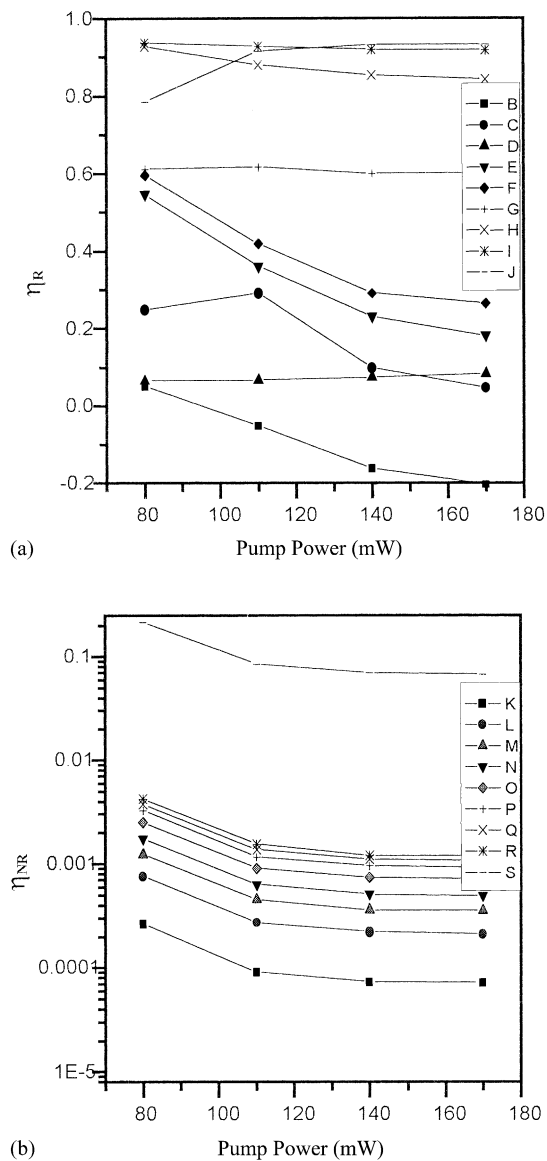 1.0
0.8
0.6
0.4
0.2
0.0
-0.2
ηR
B
C
D
E
F
G
H
I
J
80 100 120 140 160 180
(a) Pump Power (mW)
0.1
0.01
0.001
0.0001
1E-5
ηNR
K
L
M
N
O
P
Q
R
S
80 100 120 140 160 180
(b) Pump Power (mW)